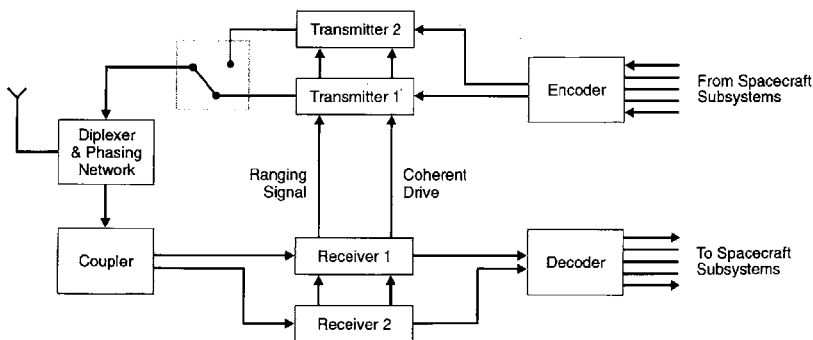 Transmitter 2
Transmitter 1
Encoder
From Spacecraft
Subsystems
Diplexer
& Phasing
Network
Ranging
Signal
Coherent
Drive
Coupler
Receiver 1
Decoder
To Spacecraft
Subsystems
Receiver 2